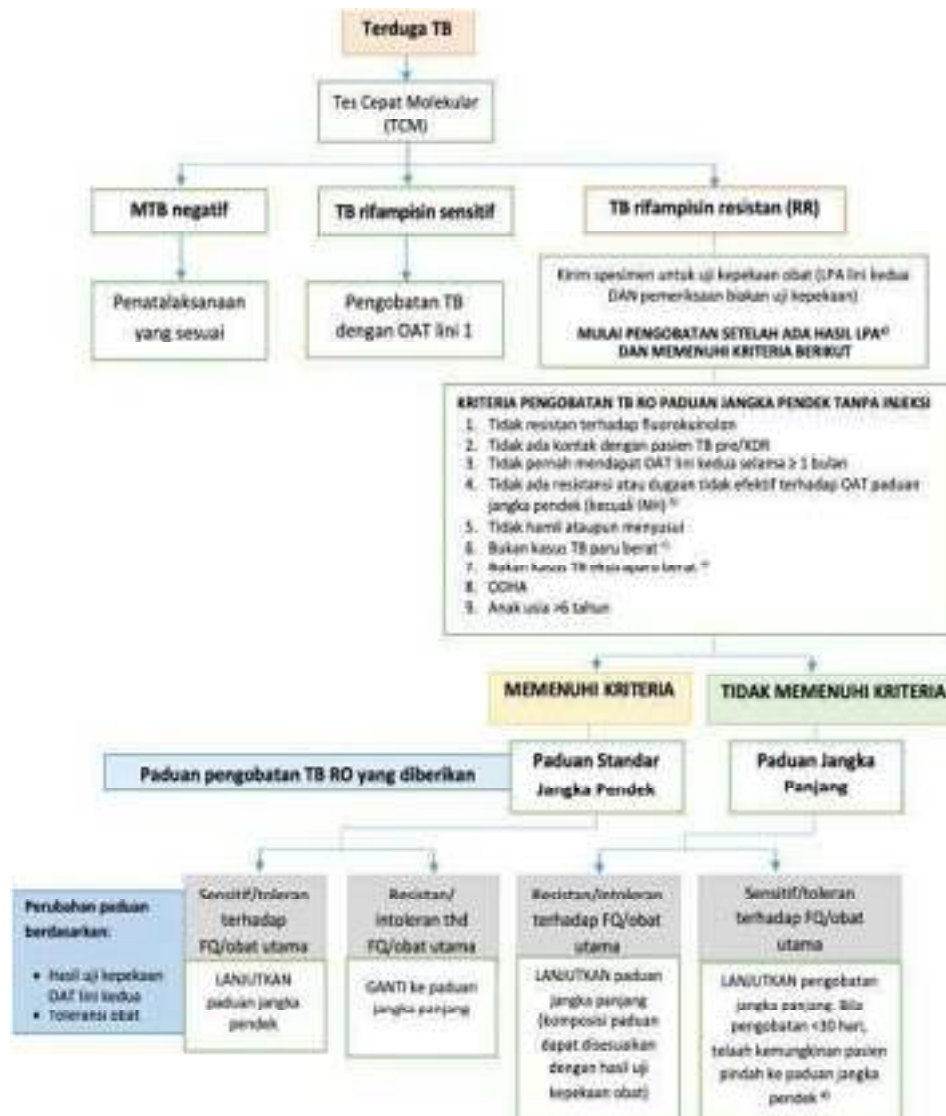 Terduga TB
Tes Cepat Molekular
(TCM)
MTB negatif
TB rifampisin sensitif
TB rifampisin resistan (RR)
Penatalaksanaan
yang sesuai
Pengobatan TB
dengan OAT lini 1
Kirim spesimen untuk uji kepekaan obat (LPA lini kedua
DAN pemeriksaan biakan uji kepekaan)
MULAI PENGOBATAN SETELAH ADA HASIL LPA
DAN MEMENUHI KRITERIA BERIKUT
KRITERIA PENGOBATAN TB RO PADUAN JANGKA PENDEK TANPA INJEKSI
1. Tidak resistan terhadap fluorokuinolon
2. Tidak ada kontak dengan pasien TB pre/XDR
3. Tidak pernah mendapat OAT lini kedua selama ≥ 1 bulan
4. Tidak ada resistansi atau dugaan tidak efektif terhadap OAT paduan
jangka pendek (kecuali INH)
5. Tidak hamil ataupun menyusui
6. Bukan kasus TB paru berat
7. Bukan kasus TB ekstraparu berat
8. ODHA
9. Anak usia >6 tahun
MEMENUHI KRITERIA
TIDAK MEMENUHI KRITERIA
Paduan pengobatan TB RO yang diberikan
Paduan Standar
Jangka Pendek
Paduan Jangka
Panjang
Perubahan paduan
berdasarkan:
• Hasil uji kepekaan
OAT lini kedua
• Toleransi obat
Sensitif/toleran
terhadap
FQ/obat utama
LANJUTKAN
paduan jangka
pendek
Resistan/
intoleran thd
FQ/obat utama
GANTI ke paduan
jangka panjang
Resistan/intoleran
terhadap FQ/obat
utama
LANJUTKAN paduan
jangka panjang
(komposisi paduan
dapat disesuaikan
dengan hasil uji
kepekaan obat)
Sensitif/toleran
terhadap FQ/obat
utama
LANJUTKAN pengobatan
jangka panjang. Bila
pengobatan <30 hari,
telaah kemungkinan pasien
pindah ke paduan jangka
pendek